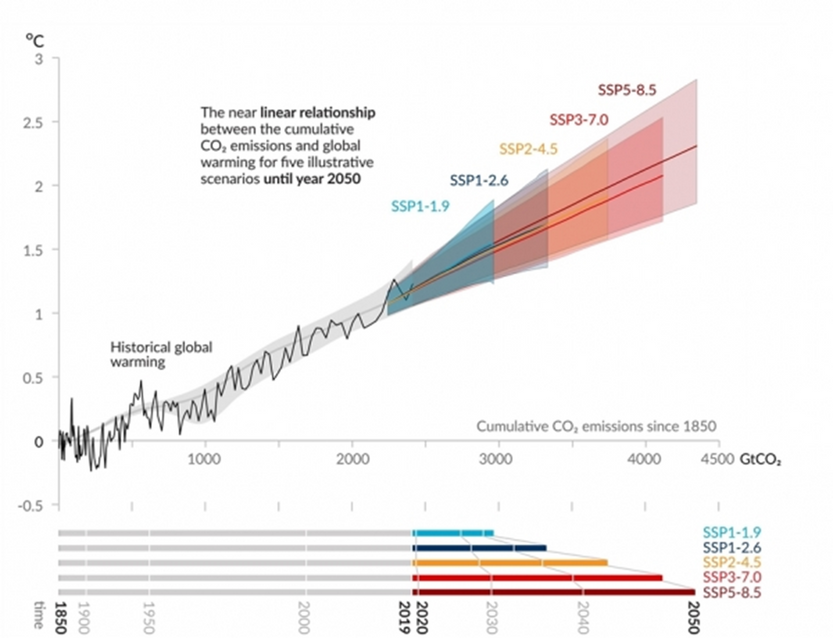 °C
3
The near linear relationship
between the cumulative
CO₂ emissions and global
warming for five illustrative
scenarios until year 2050
SSP5-8.5
SSP3-7.0
2.5
SSP2-4.5
SSP1-2.6
2
SSP1-1.9
1.5
1
Historical global
warming
0.5
Cumulative CO₂ emissions since 1850
0
1000 2000 3000 4000 4500 GtCO₂
-0.5
SSP1-1.9
SSP1-2.6
SSP2-4.5
SSP3-7.0
SSP5-8.5
time 1850 1900 1950 2000 2019 2020 2030 2040 2050